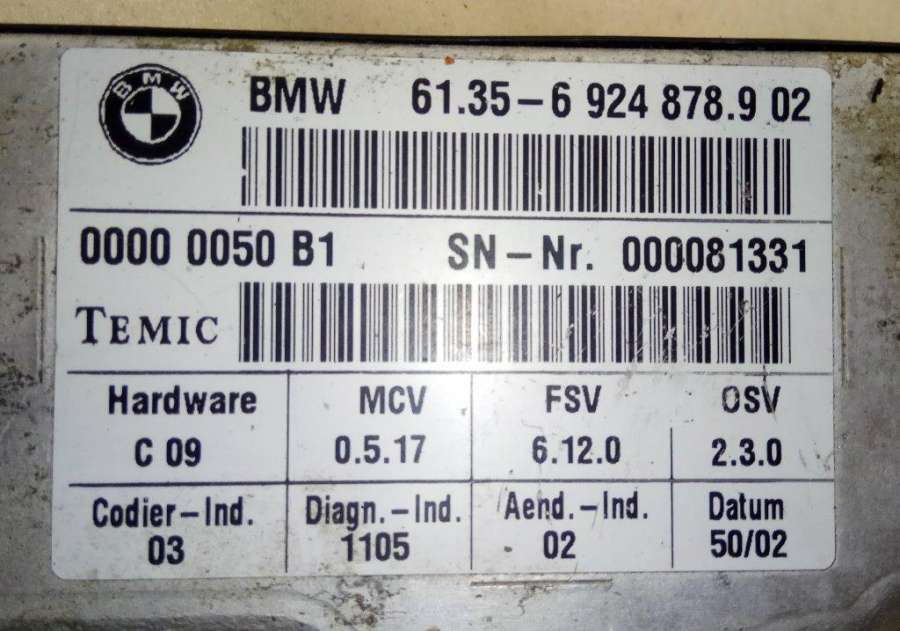 BMW
BMW 61.35-6 924 878.9 02
0000 0050 B1 SN-Nr. 000081331
TEMIC
Hardware MCV FSV OSV
C 09 0.5.17 6.12.0 2.3.0
Codier-Ind. Diagn.-Ind. Aend.-Ind. Datum
03 1105 02 50/02